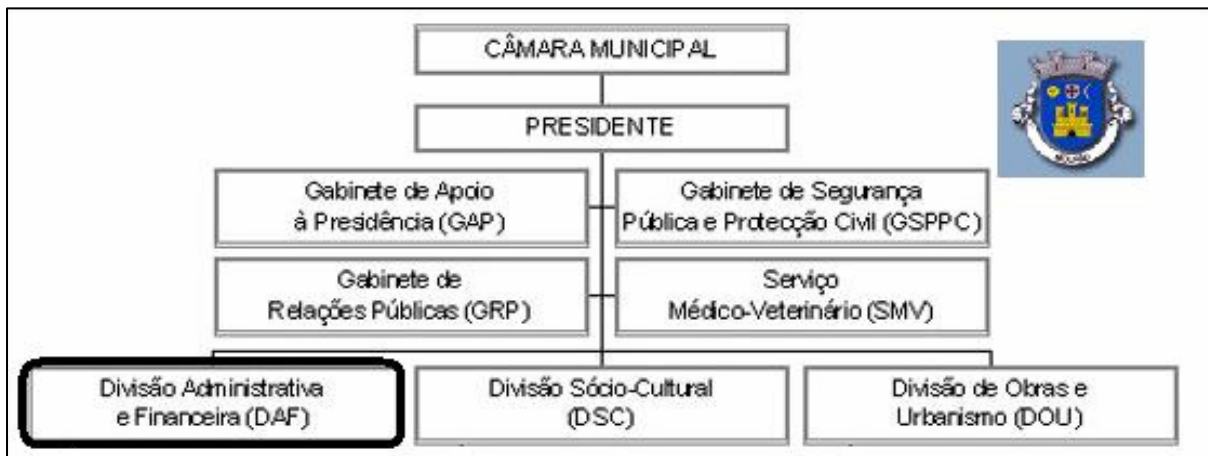 CÂMARA MUNICIPAL
PRESIDENTE
Gabinete de Apoio
à Presidência (GAP)
Gabinete de Segurança
Pública e Protecção Civil (GSPPC)
Gabinete de
Relações Públicas (GRP)
Serviço
Médico-Veterinário (SMV)
Divisão Administrativa
e Financeira (DAF)
Divisão Sócio-Cultural
(DSC)
Divisão de Obras e
Urbanismo (DOU)